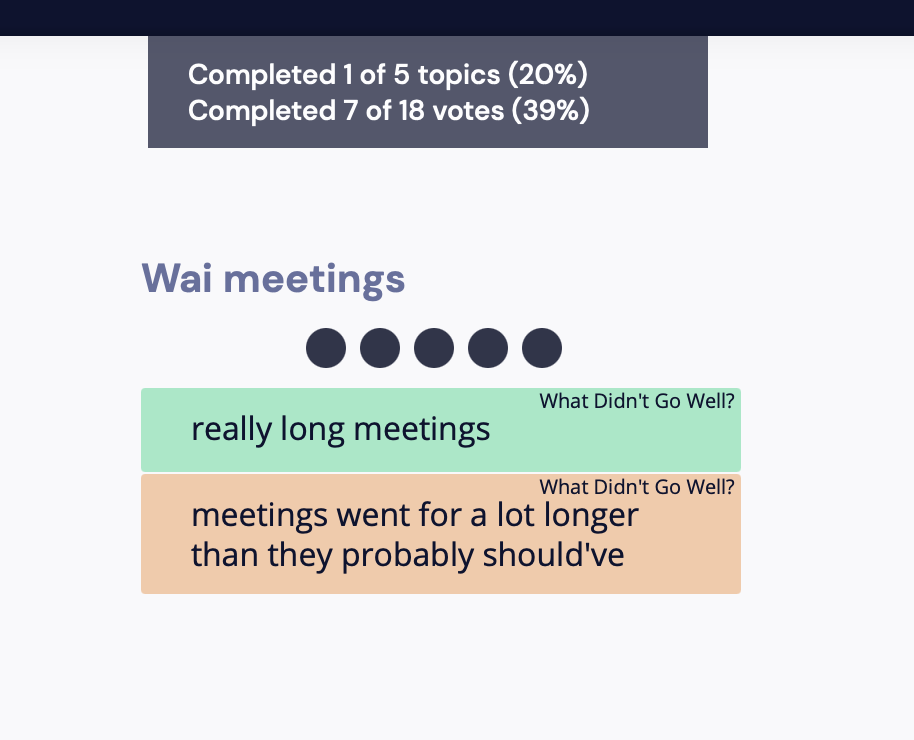 Completed 1 of 5 topics (20%)
Completed 7 of 18 votes (39%)
Wai meetings
What Didn't Go Well?
really long meetings
What Didn't Go Well?
meetings went for a lot longer
than they probably should've